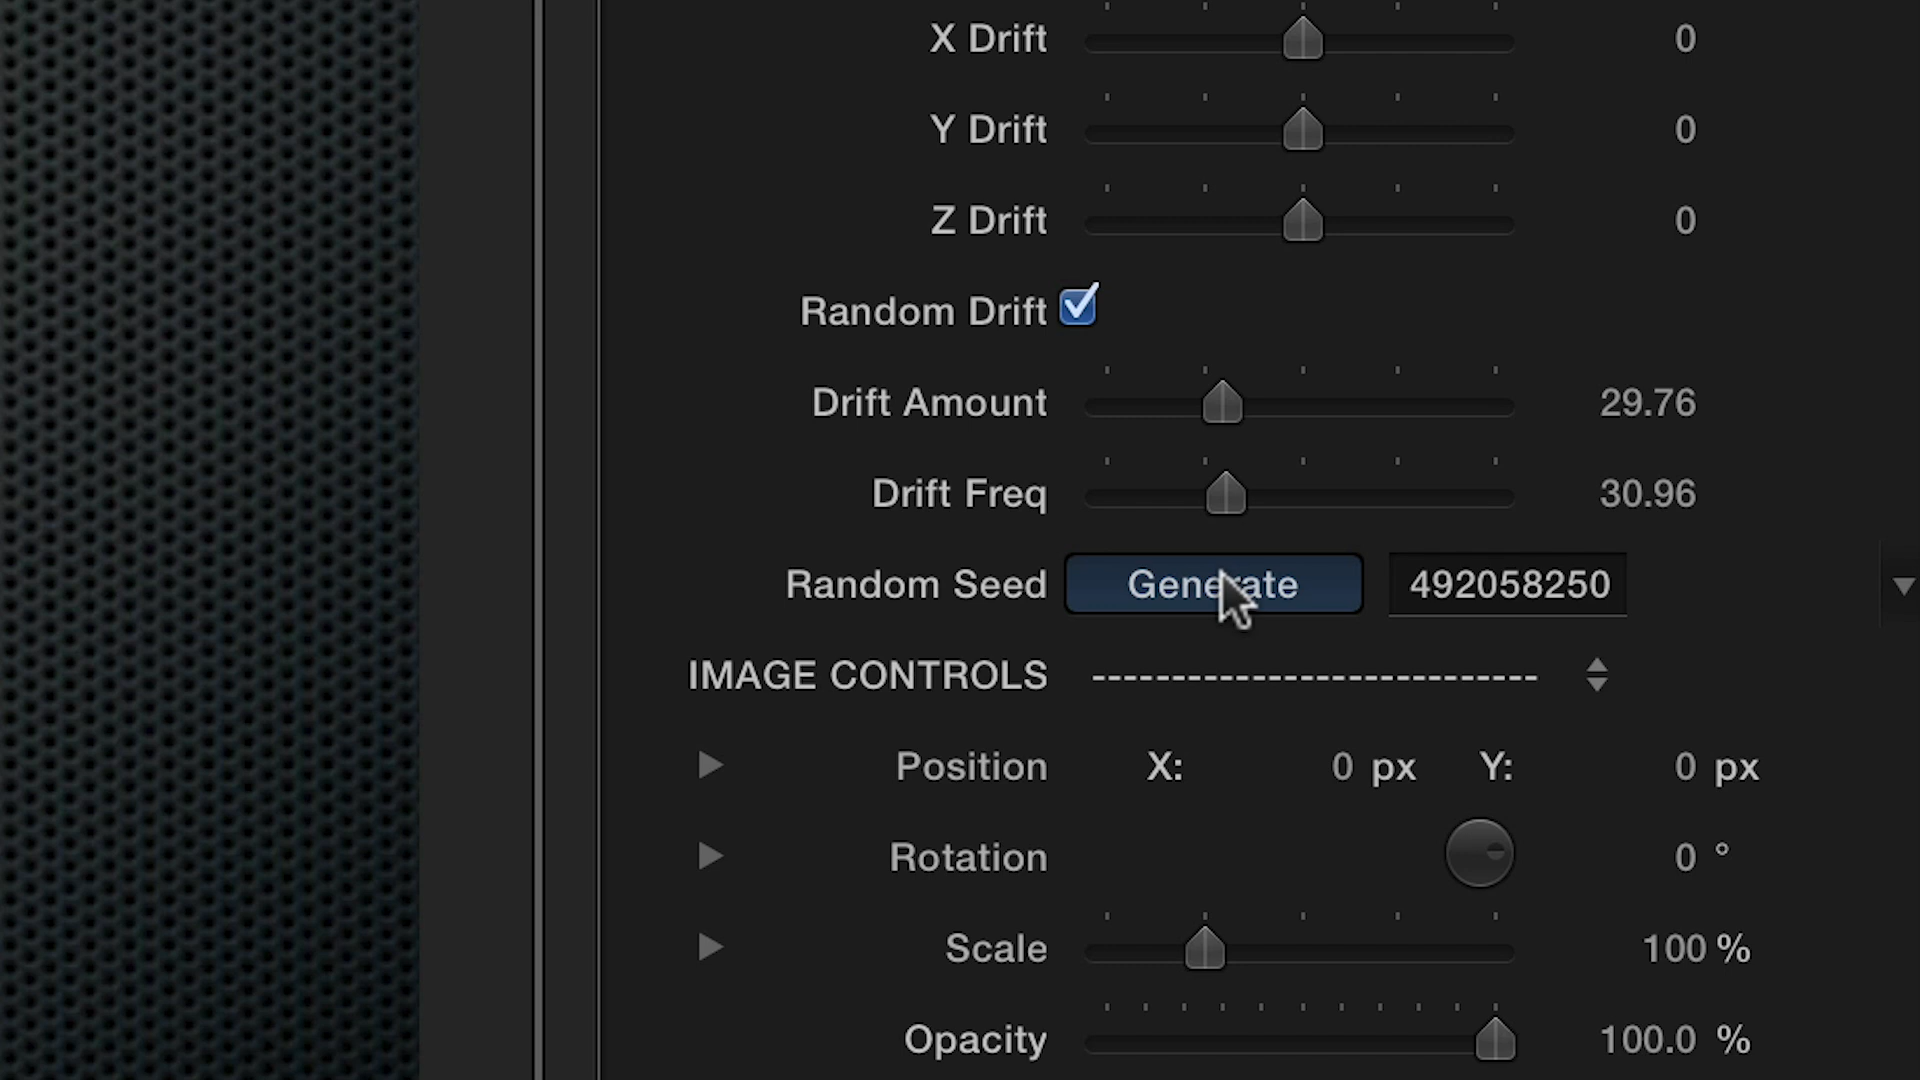 X Drift 0
Y Drift 0
Z Drift 0
Random Drift
Drift Amount 29.76
Drift Freq 30.96
Random Seed Generate 492058250
IMAGE CONTROLS ----------------------------
Position X: 0 px Y: 0 px
Rotation 0 °
Scale 100 %
Opacity 100.0 %